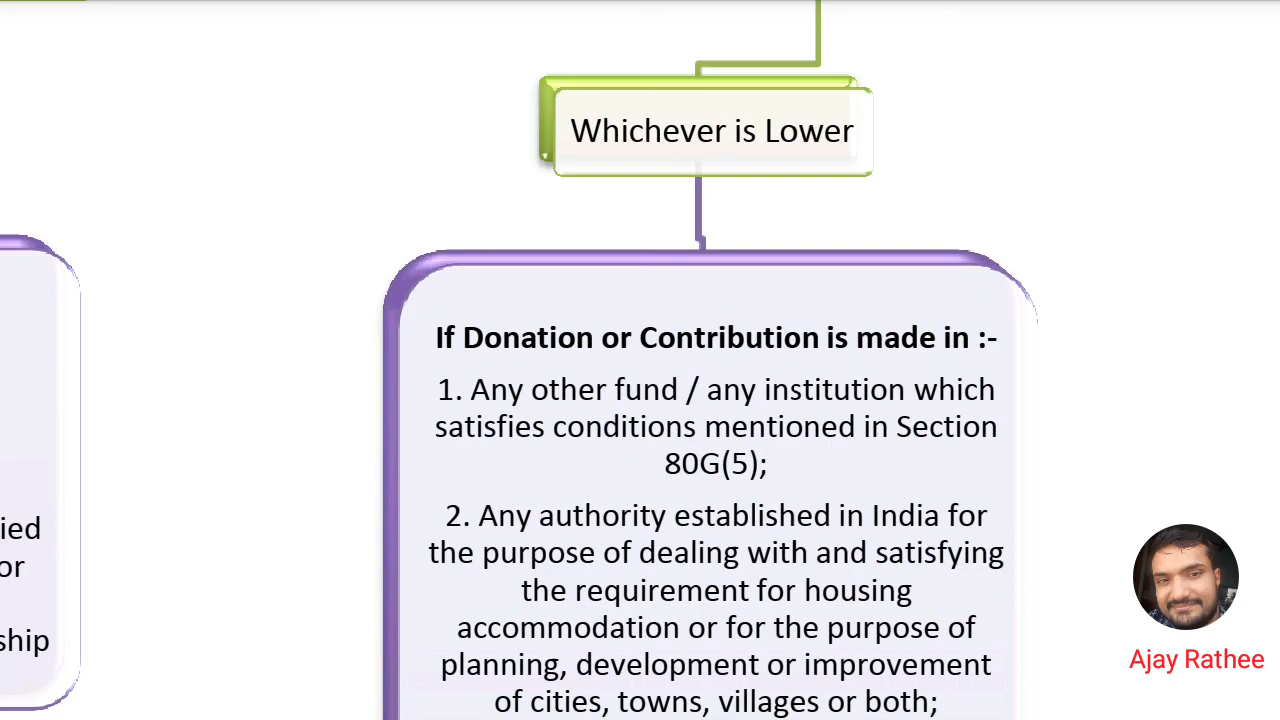 Whichever is Lower
If Donation or Contribution is made in :-
1. Any other fund / any institution which
satisfies conditions mentioned in Section
80G(5);
2. Any authority established in India for
the purpose of dealing with and satisfying
the requirement for housing
accommodation or for the purpose of
planning, development or improvement
of cities, towns, villages or both;
ied
or
ship
Ajay Rathee